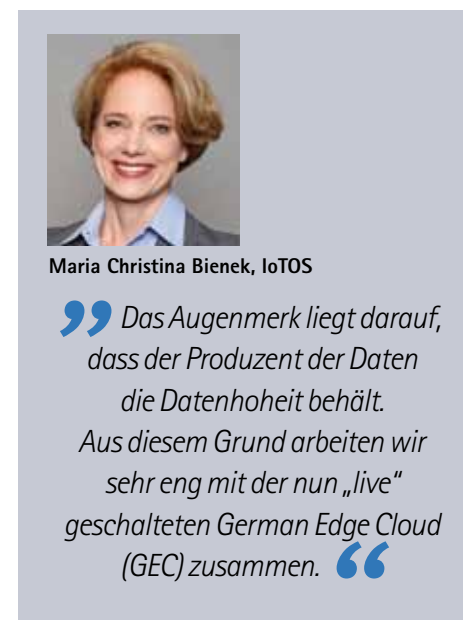 Maria Christina Bienek, IoTOS
„Das Augenmerk liegt darauf,
dass der Produzent der Daten
die Datenhoheit behält.
Aus diesem Grund arbeiten wir
sehr eng mit der nun „live“
geschalteten German Edge Cloud
(GEC) zusammen.“